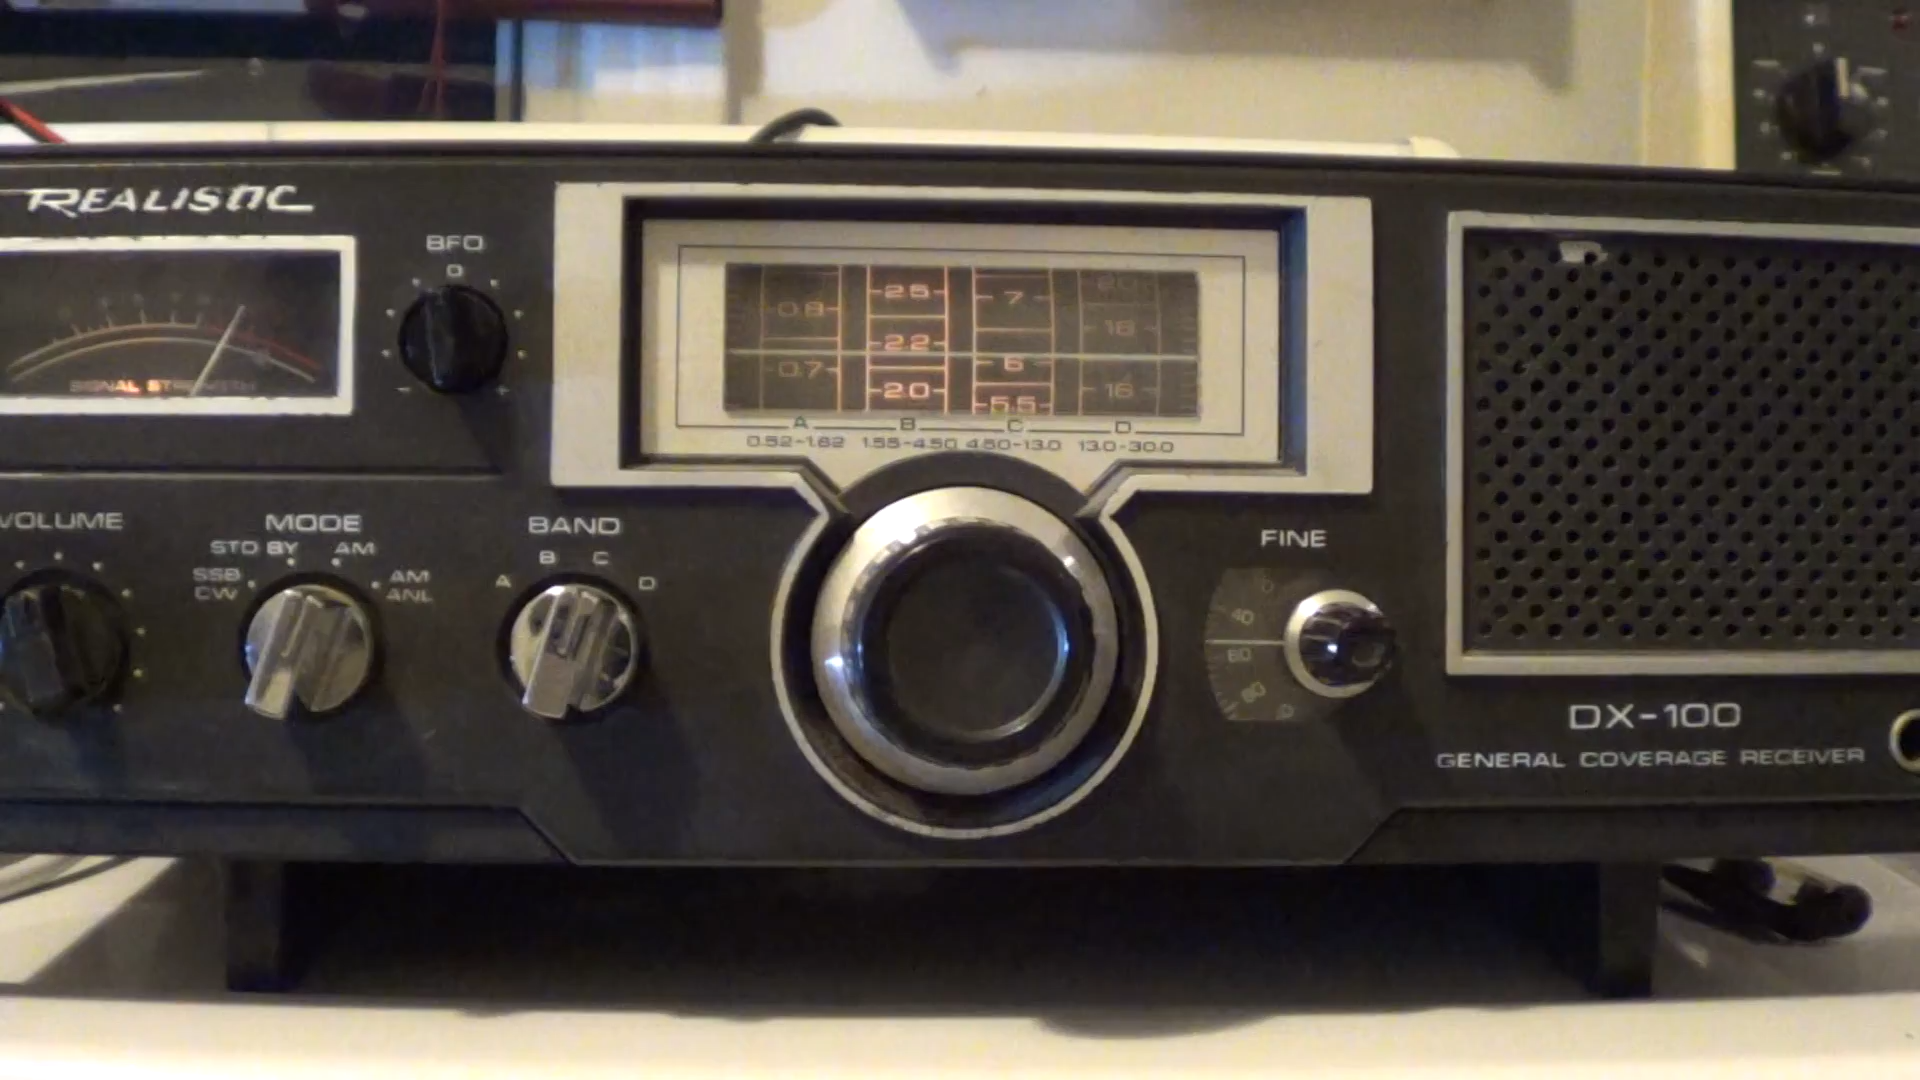 REALISTIC
SIGNAL STRENGTH
BFO
0
0.8
0.7
2.5
2.2
2.0
7
6
5.5
20
18
16
A B C D
0.52-1.62 1.55-4.50 4.50-13.0 13.0-30.0
VOLUME
MODE
STD BY AM
SSB CW
AM ANL
BAND
A B C D
FINE
0
40
60
80
DX-100
GENERAL COVERAGE RECEIVER